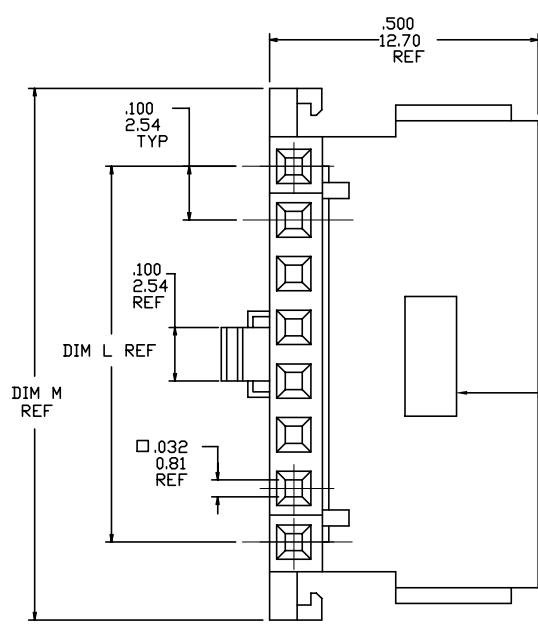 .500
12.70
REF
.100
2.54
TYP
.100
2.54
REF
DIM L REF
DIM M
REF
□ .032
0.81
REF